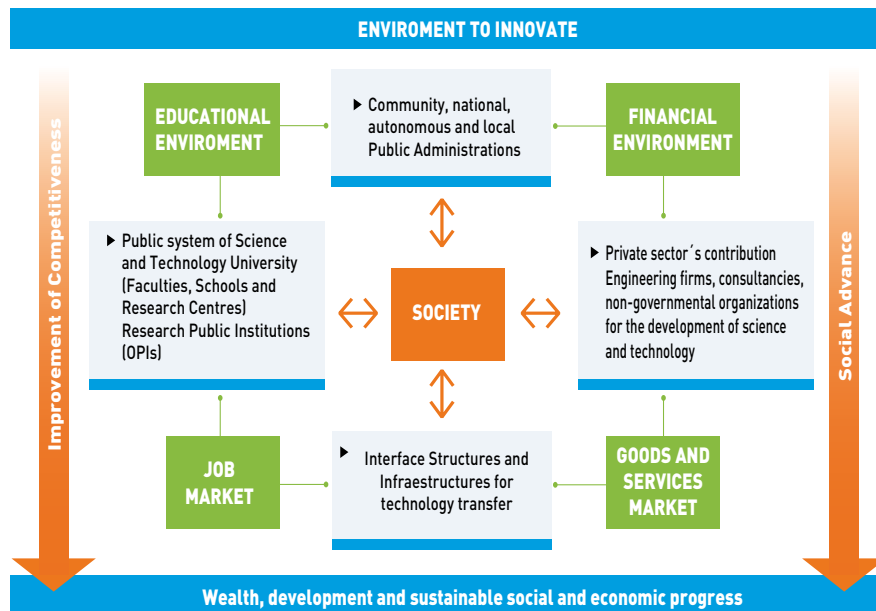 ENVIROMENT TO INNOVATE
EDUCATIONAL
ENVIROMENT
▶ Community, national,
autonomous and local
Public Administrations
FINANCIAL
ENVIRONMENT
Improvement of Competitiveness
Social Advance
▶ Public system of Science
and Technology University
(Faculties, Schools and
Research Centres)
Research Public Institutions
(OPIs)
SOCIETY
▶ Private sector´s contribution
Engineering firms, consultancies,
non-governmental organizations
for the development of science
and technology
JOB
MARKET
▶ Interface Structures and
Infraestructures for
technology transfer
GOODS AND
SERVICES
MARKET
Wealth, development and sustainable social and economic progress